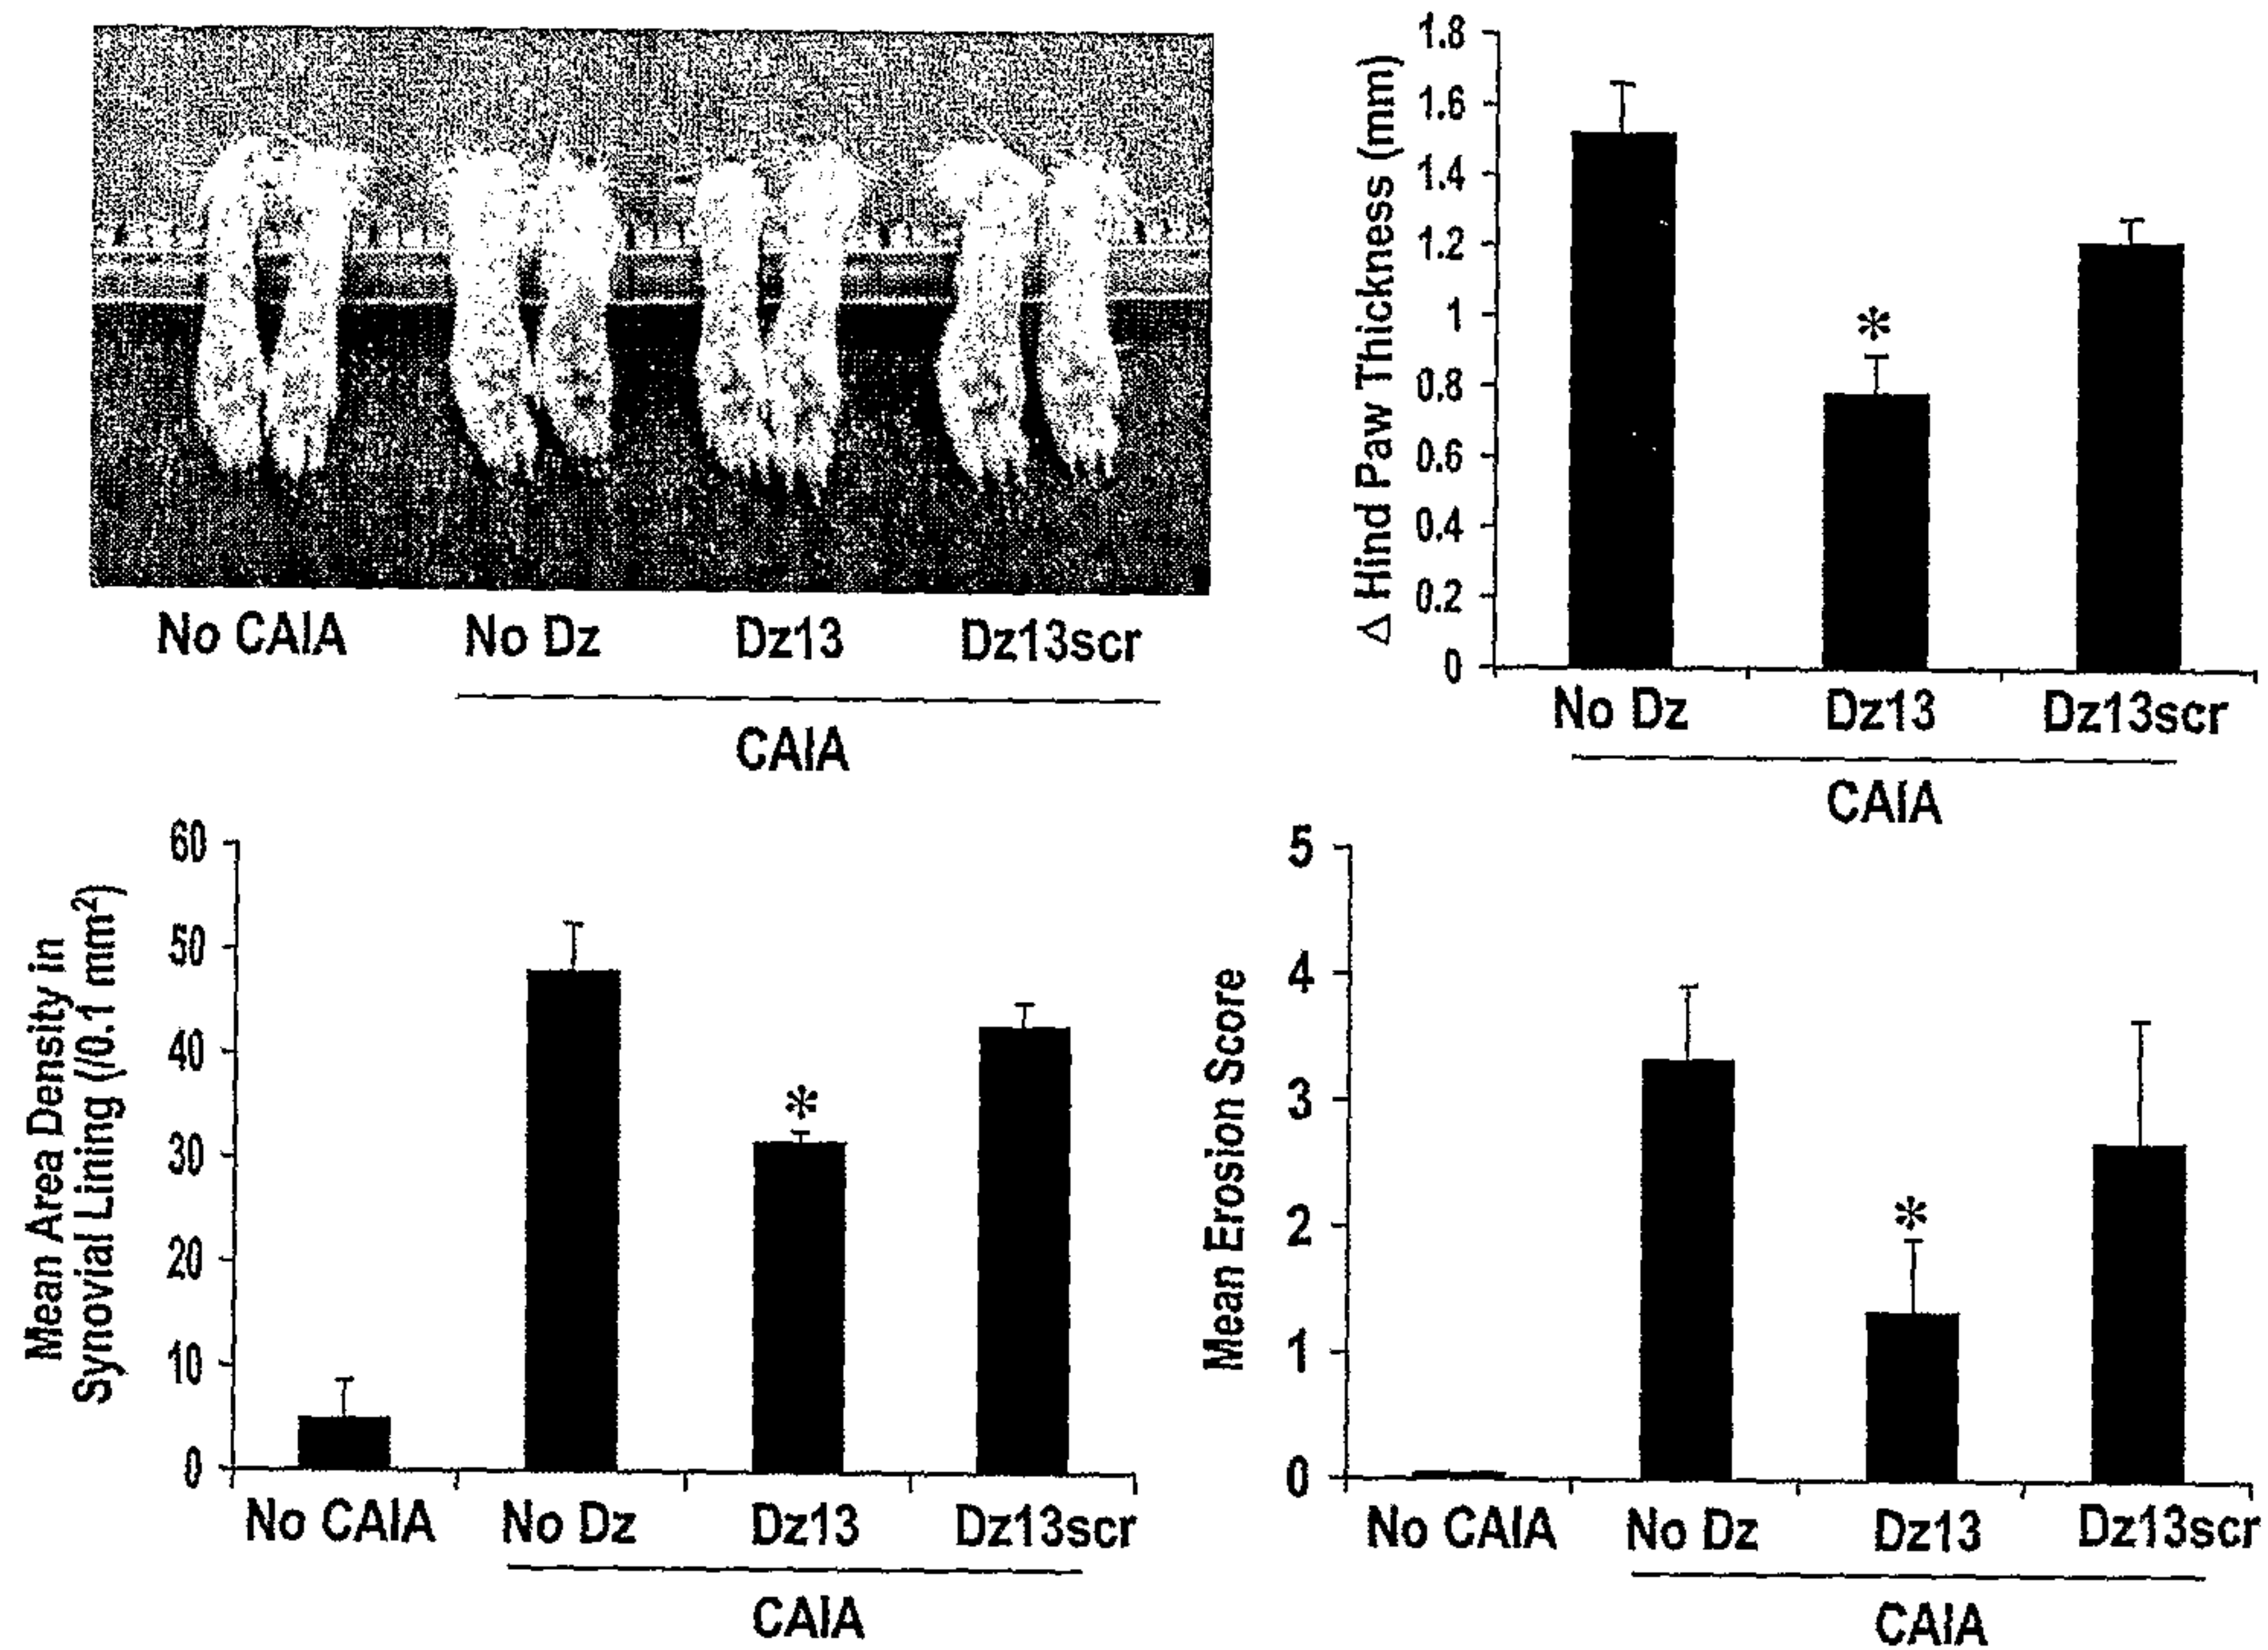 No CAIA No Dz Dz13 Dz13scr
CAIA
Δ Hind Paw Thickness (mm)
1.8
1.6
1.4
1.2
1
0.8
0.6
0.4
0.2
0
*
No Dz Dz13 Dz13scr
CAIA
Mean Area Density in
Synovial Lining (/0.1 mm²)
60
50
40
30
20
10
0
*
No CAIA No Dz Dz13 Dz13scr
CAIA
Mean Erosion Score
5
4
3
2
1
0
*
No CAIA No Dz Dz13 Dz13scr
CAIA